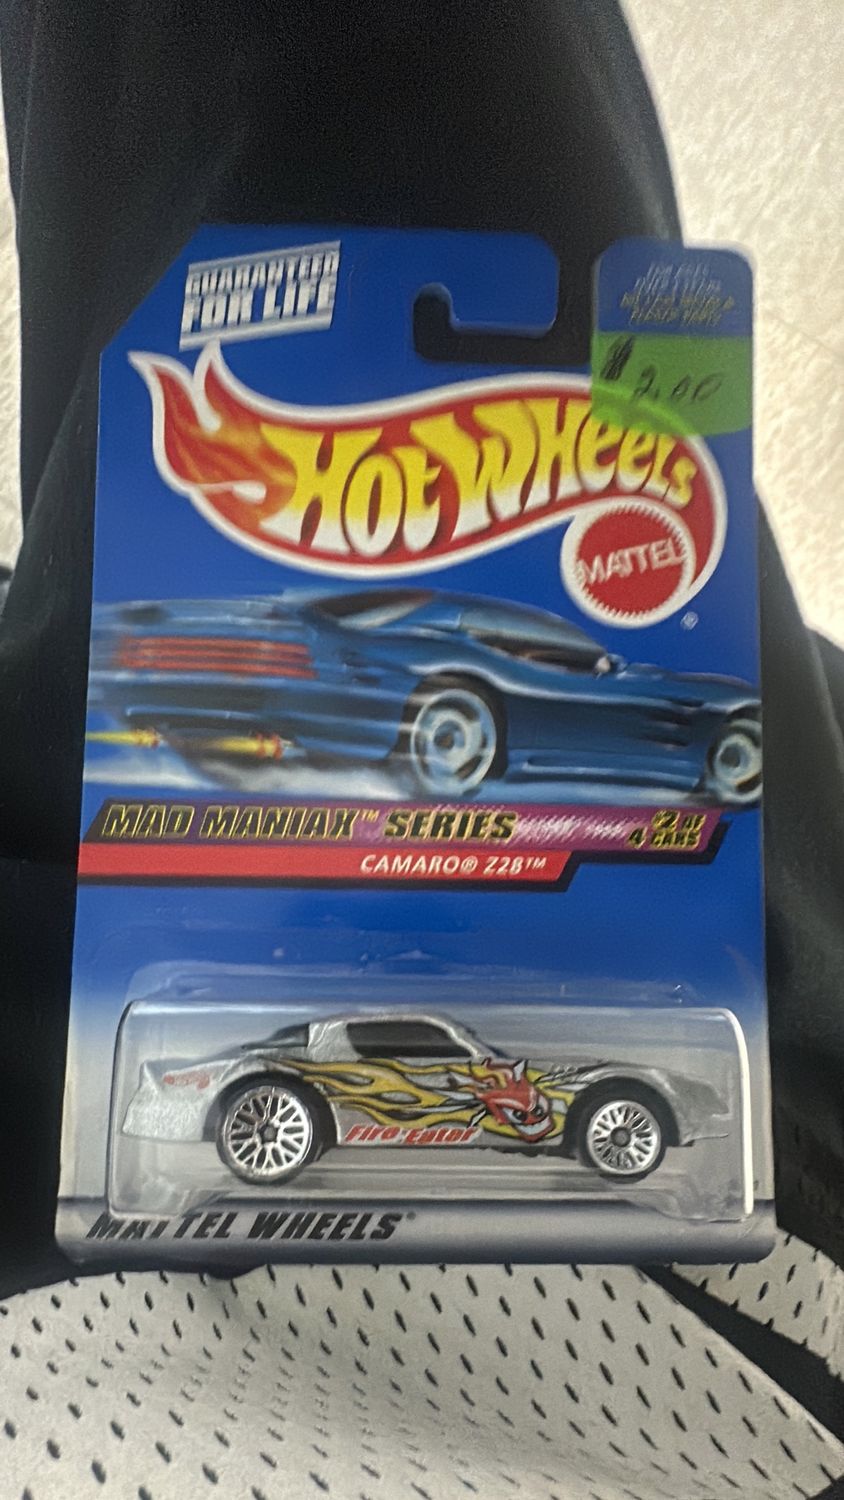 GUARANTEED
FOR LIFE
$2.00
HOT WHEELS
MATTEL
®
MAD MANIAX™ SERIES
#2 OF
4 CARS
CAMARO® Z28™
Fire-Eater
MATTEL WHEELS®